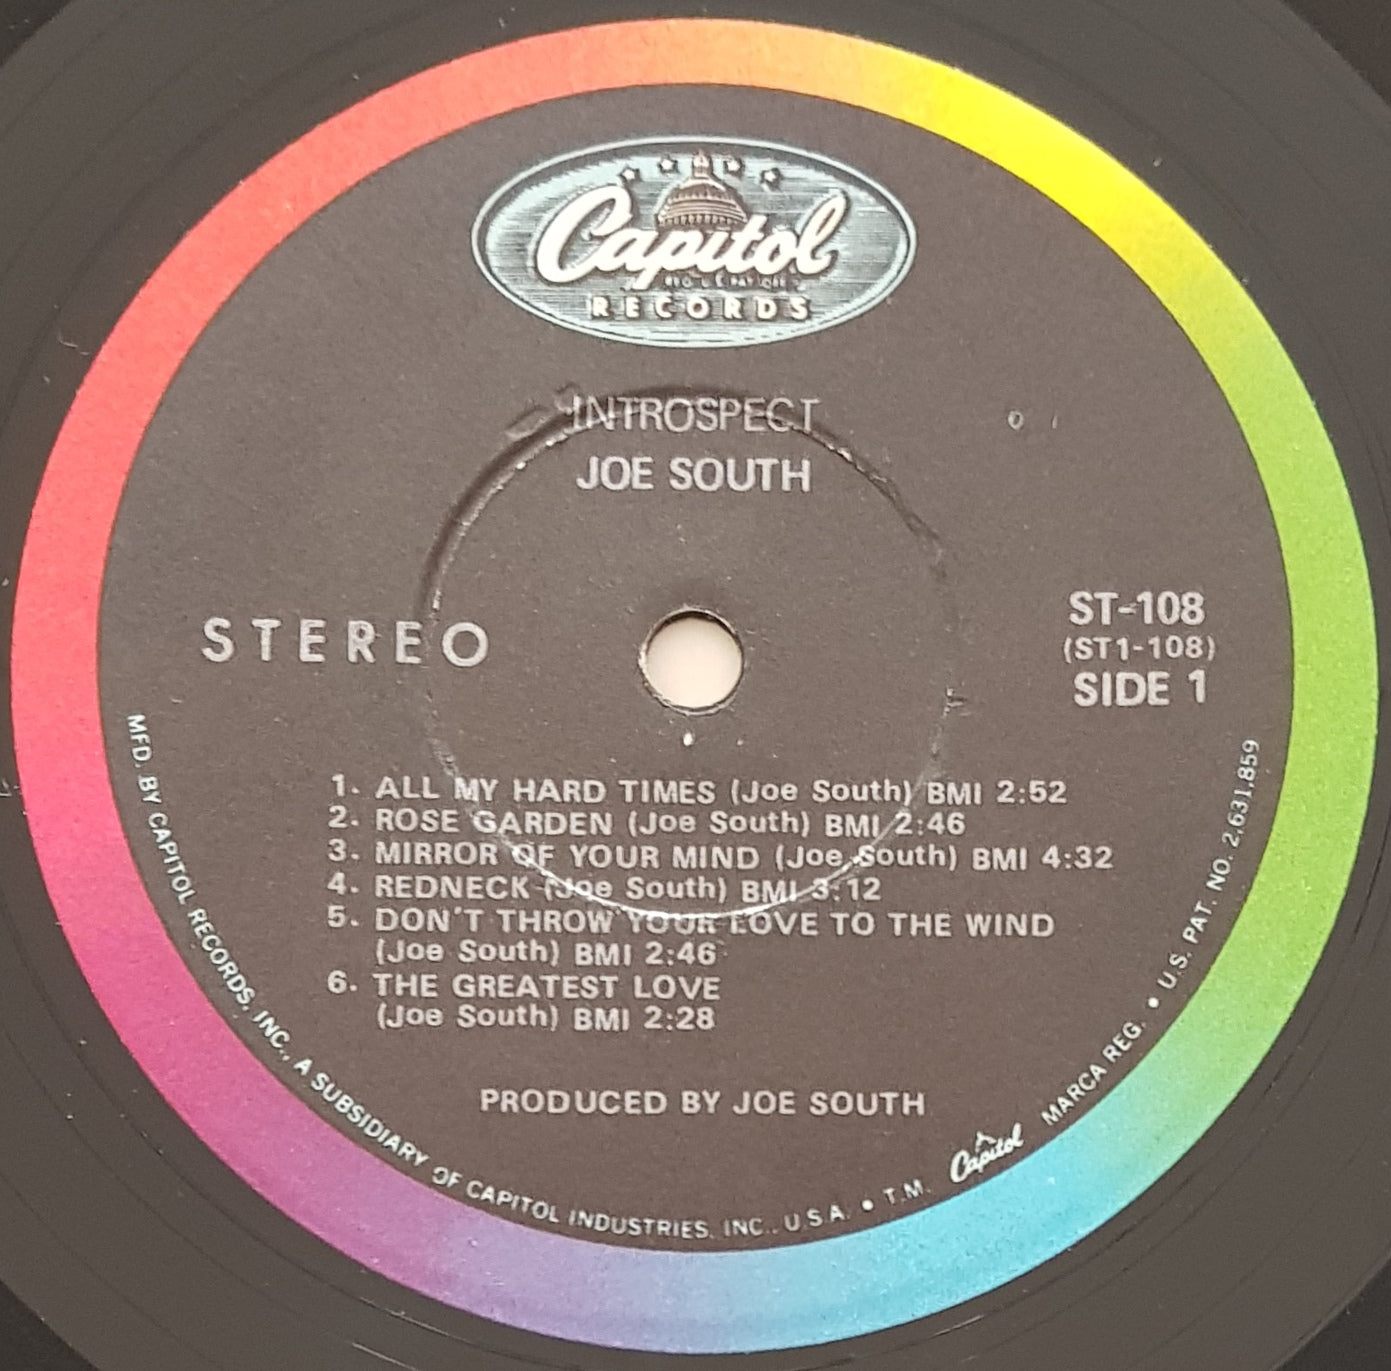 Capitol
REG. U.S. PAT. OFF.
RECORDS
INTROSPECT
JOE SOUTH
STEREO
ST-108
(ST1-108)
SIDE 1
1. ALL MY HARD TIMES (Joe South) BMI 2:52
2. ROSE GARDEN (Joe South) BMI 2:46
3. MIRROR OF YOUR MIND (Joe South) BMI 4:32
4. REDNECK (Joe South) BMI 3:12
5. DON'T THROW YOUR LOVE TO THE WIND
(Joe South) BMI 2:46
6. THE GREATEST LOVE
(Joe South) BMI 2:28
PRODUCED BY JOE SOUTH
MFD. BY CAPITOL RECORDS, INC., A SUBSIDIARY OF CAPITOL INDUSTRIES, INC., U.S.A. • T.M. Capitol MARCA REG. • U.S. PAT. NO. 2,631,859